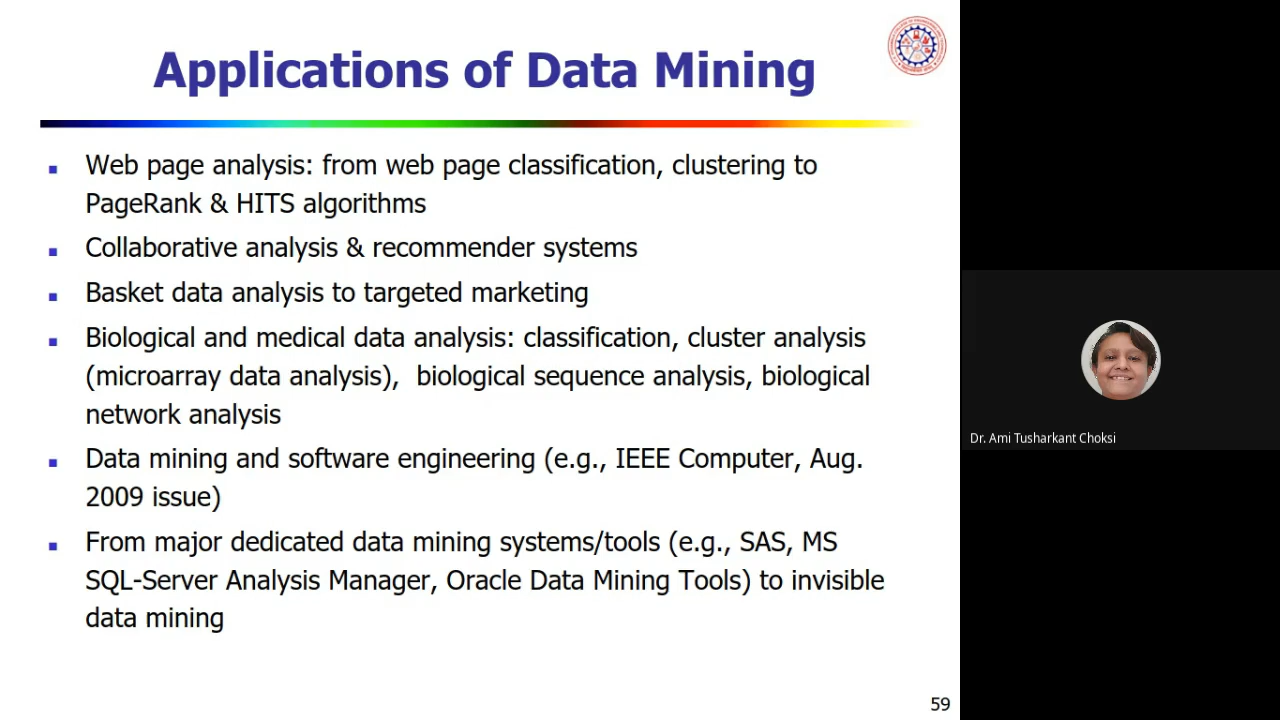 Applications of Data Mining
Web page analysis: from web page classification, clustering to
PageRank & HITS algorithms
Collaborative analysis & recommender systems
Basket data analysis to targeted marketing
Biological and medical data analysis: classification, cluster analysis
(microarray data analysis), biological sequence analysis, biological
network analysis
Data mining and software engineering (e.g., IEEE Computer, Aug.
2009 issue)
From major dedicated data mining systems/tools (e.g., SAS, MS
SQL-Server Analysis Manager, Oracle Data Mining Tools) to invisible
data mining
59
Dr. Ami Tusharkant Choksi